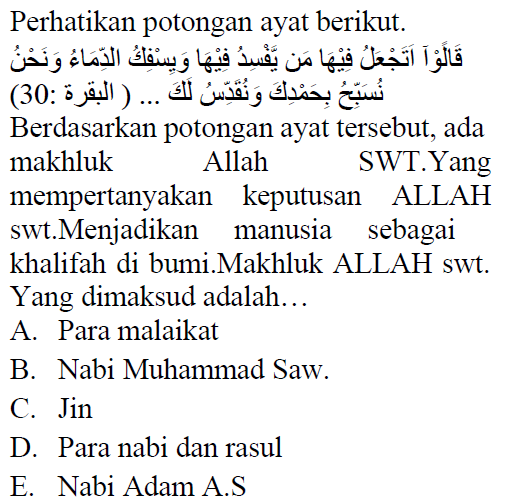 Perhatikan potongan ayat berikut.
قَالُوْٓا اَتَجْعَلُ فِيْهَا مَن يَّفْسِدُ فِيْهَا وَيِسْفِكُ الدِّمَاءُ وَنَحْنُ
نُسَبِّحُ بِحَمْدِكَ وَنُقَدِّسُ لَكَ ... ( البقرة :30)
Berdasarkan potongan ayat tersebut, ada
makhluk Allah SWT.Yang
mempertanyakan keputusan ALLAH
swt.Menjadikan manusia sebagai
khalifah di bumi.Makhluk ALLAH swt.
Yang dimaksud adalah…
A. Para malaikat
B. Nabi Muhammad Saw.
C. Jin
D. Para nabi dan rasul
E. Nabi Adam A.S